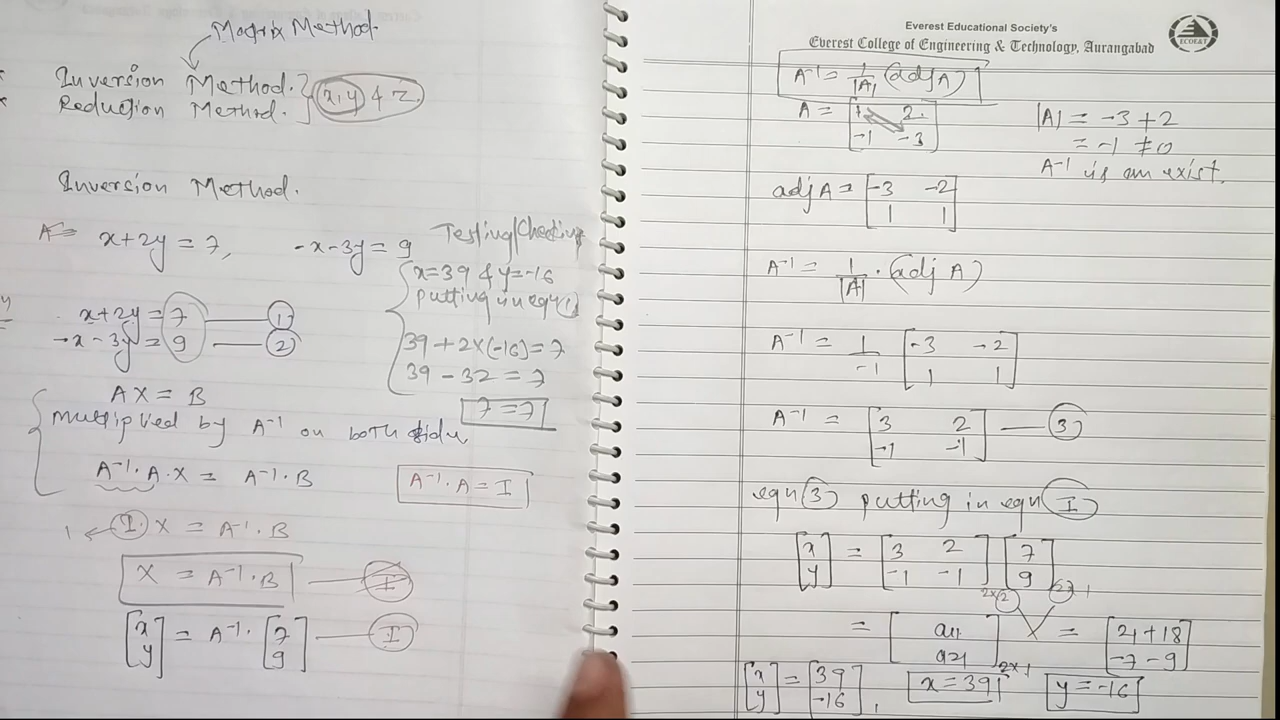 Matrix Method.
Inversion Method.
Reduction Method. } x, y & z.
Inversion Method.
A= x+2y = 7, -x-3y = 9
x+2y = 7 ——— 1
-x-3y = 9 ——— 2
AX = B
Multiplied by A⁻¹ on both side
A⁻¹. A. X = A⁻¹. B
A⁻¹. A = I
1 ← I. X = A⁻¹. B
X = A⁻¹. B ——— I
[x y] = A⁻¹. [7 9] ——— I
Testing/Checking
x=39 & y=-16
putting in eqn 1
39+2x(-16)=7
39 - 32 = 7
7 = 7
Everest Educational Society's
Everest College of Engineering & Technology, Aurangabad
ECOE&T
A⁻¹ = 1/|A| (adj A)
A = [1 2. -1 -3]
|A| = -3+2
= -1 ≠ 0
A⁻¹ is an exist.
adj A = [-3 -2 1 1]
A⁻¹ = 1/|A| . (adj A)
A⁻¹ = 1/-1 [-3 -2 1 1]
A⁻¹ = [3 2 -1 -1] ——— 3
eqn (3) putting in eqn I
[x y] = [3 2 -1 -1] 2x2 [7 9] 2x1
= [a11 a21] 2x1 = [21+18 -7-9]
[x y] = [39 -16], x = 39 y = -16